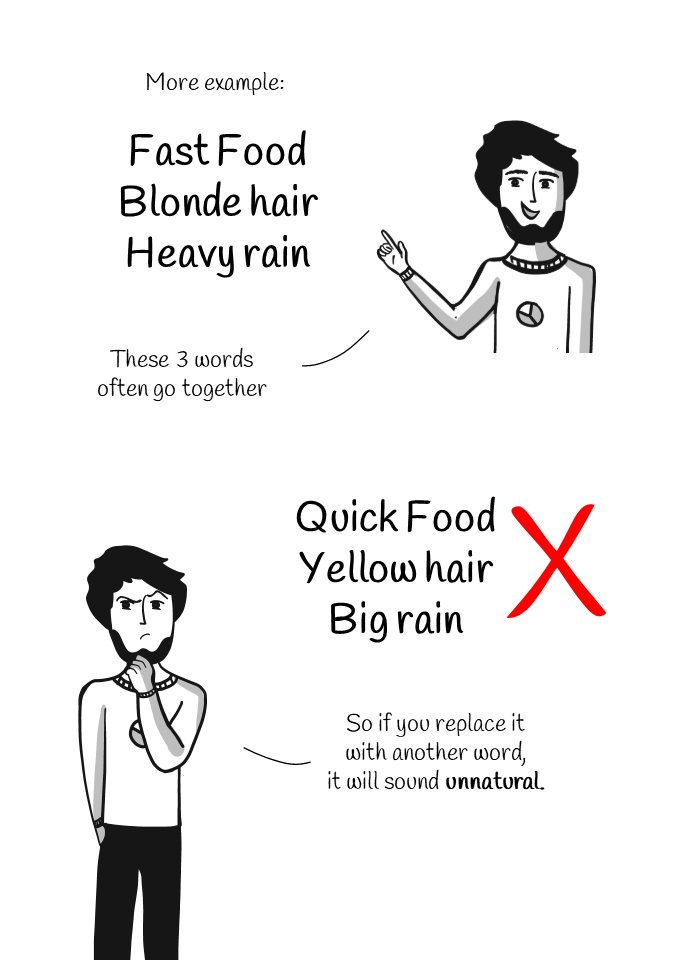 More example:
Fast Food
Blonde hair
Heavy rain
These 3 words
often go together
Quick Food
Yellow hair
Big rain
So if you replace it
with another word,
it will sound unnatural.